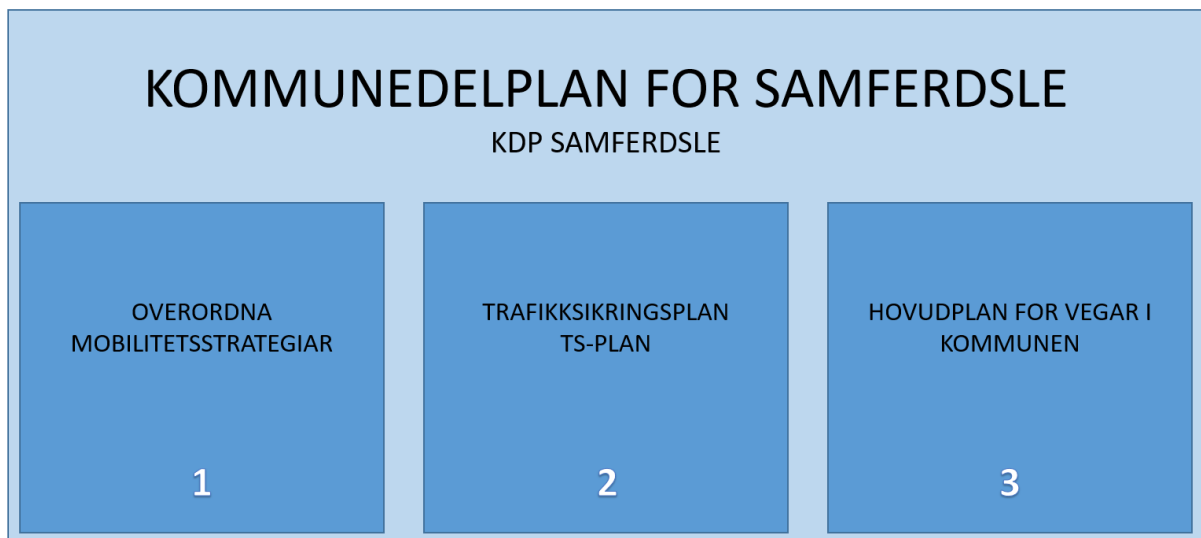 KOMMUNEDELPLAN FOR SAMFERDSLE
KDP SAMFERDSLE
OVERORDNA
MOBILITETSSTRATEGIAR
1
TRAFIKKSIKRINGSPLAN
TS-PLAN
2
HOVUDPLAN FOR VEGAR I
KOMMUNEN
3